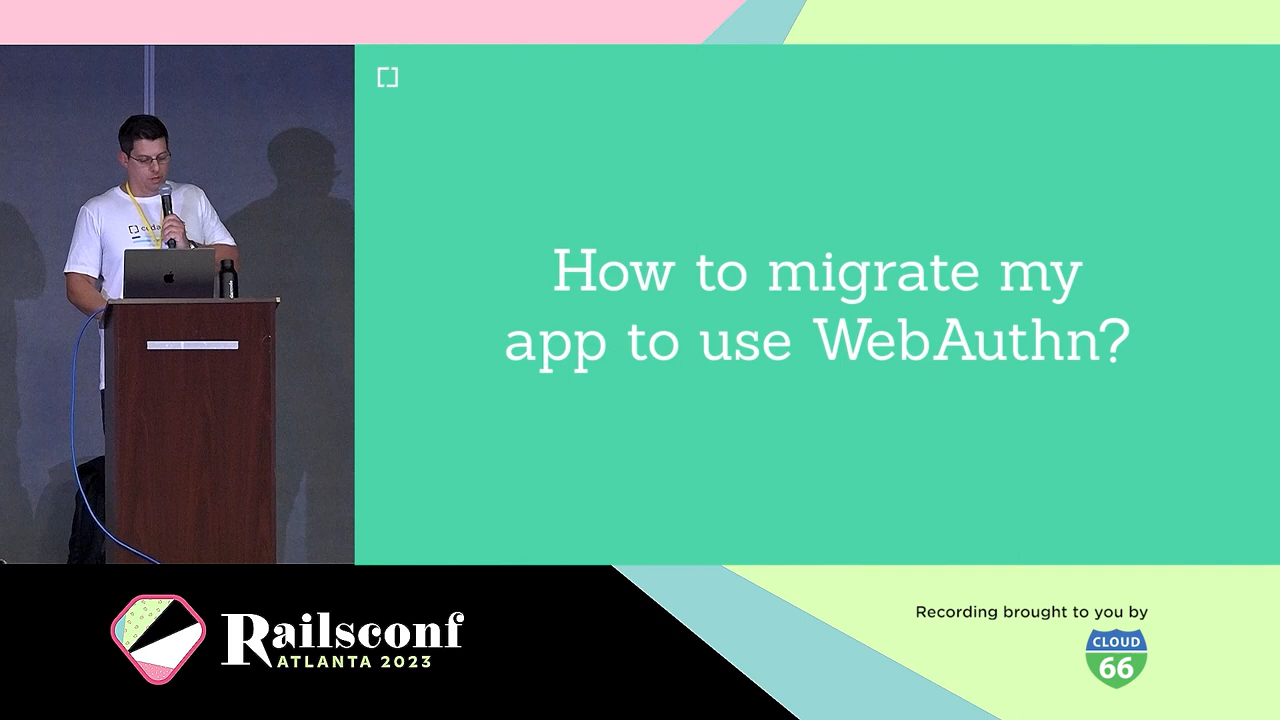 How to migrate my
app to use WebAuthn?
Railsconf
ATLANTA 2023
Recording brought to you by
CLOUD
66